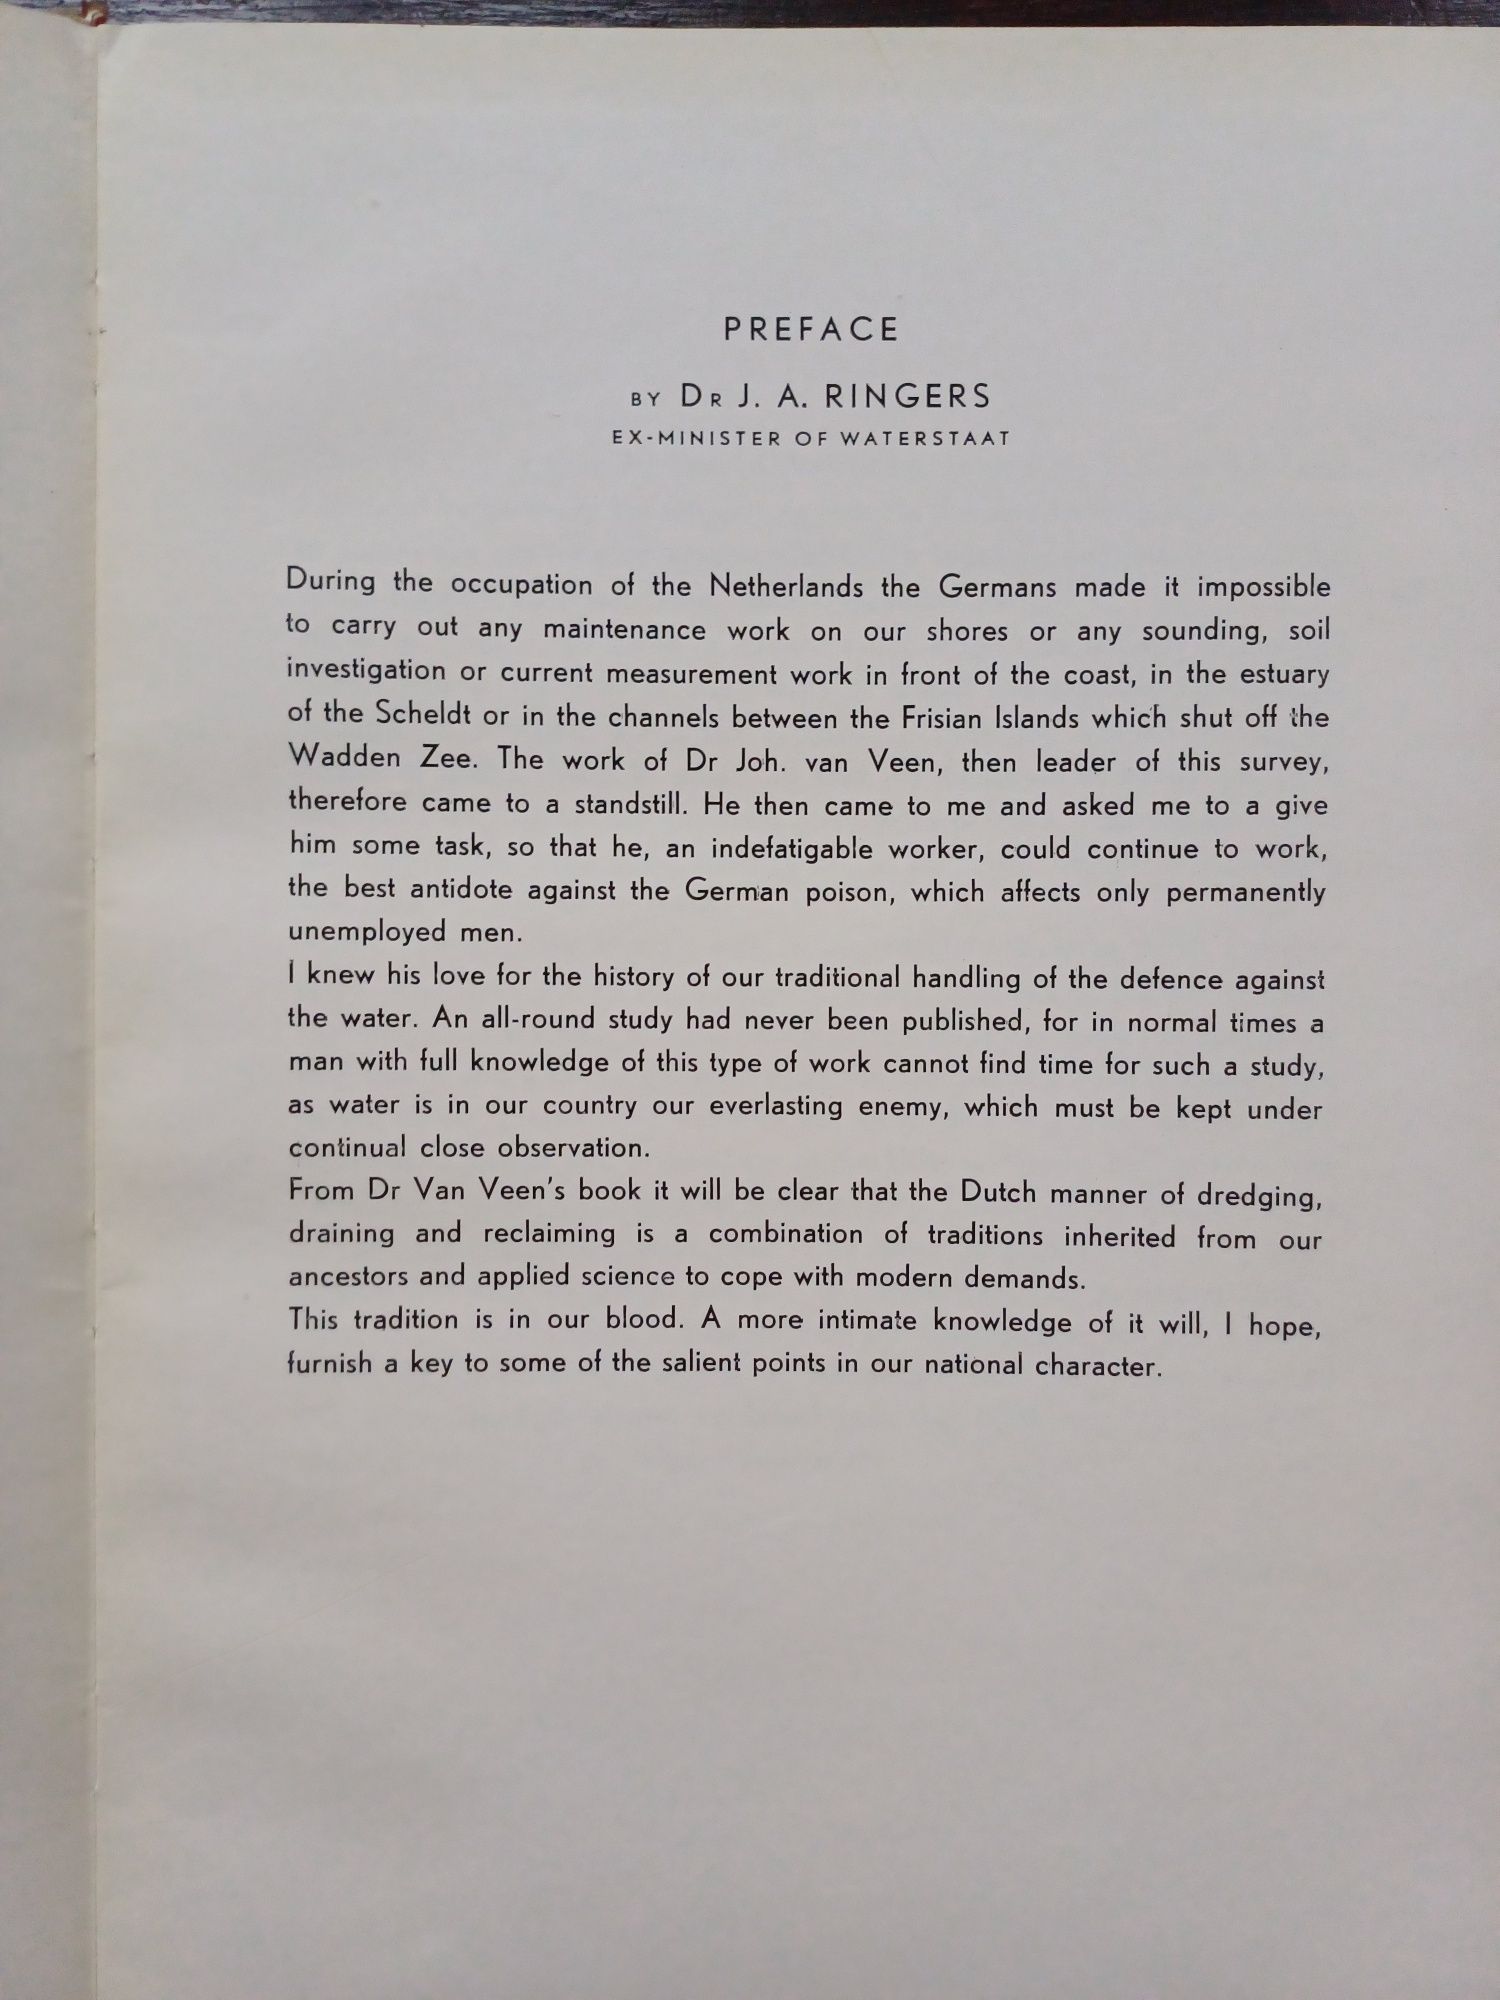 PREFACE
BY DR J. A. RINGERS
EX-MINISTER OF WATERSTAAT
During the occupation of the Netherlands the Germans made it impossible
to carry out any maintenance work on our shores or any sounding, soil
investigation or current measurement work in front of the coast, in the estuary
of the Scheldt or in the channels between the Frisian Islands which shut off the
Wadden Zee. The work of Dr Joh. van Veen, then leader of this survey,
therefore came to a standstill. He then came to me and asked me to a give
him some task, so that he, an indefatigable worker, could continue to work,
the best antidote against the German poison, which affects only permanently
unemployed men.
I knew his love for the history of our traditional handling of the defence against
the water. An all-round study had never been published, for in normal times a
man with full knowledge of this type of work cannot find time for such a study,
as water is in our country our everlasting enemy, which must be kept under
continual close observation.
From Dr Van Veen's book it will be clear that the Dutch manner of dredging,
draining and reclaiming is a combination of traditions inherited from our
ancestors and applied science to cope with modern demands.
This tradition is in our blood. A more intimate knowledge of it will, I hope,
furnish a key to some of the salient points in our national character.